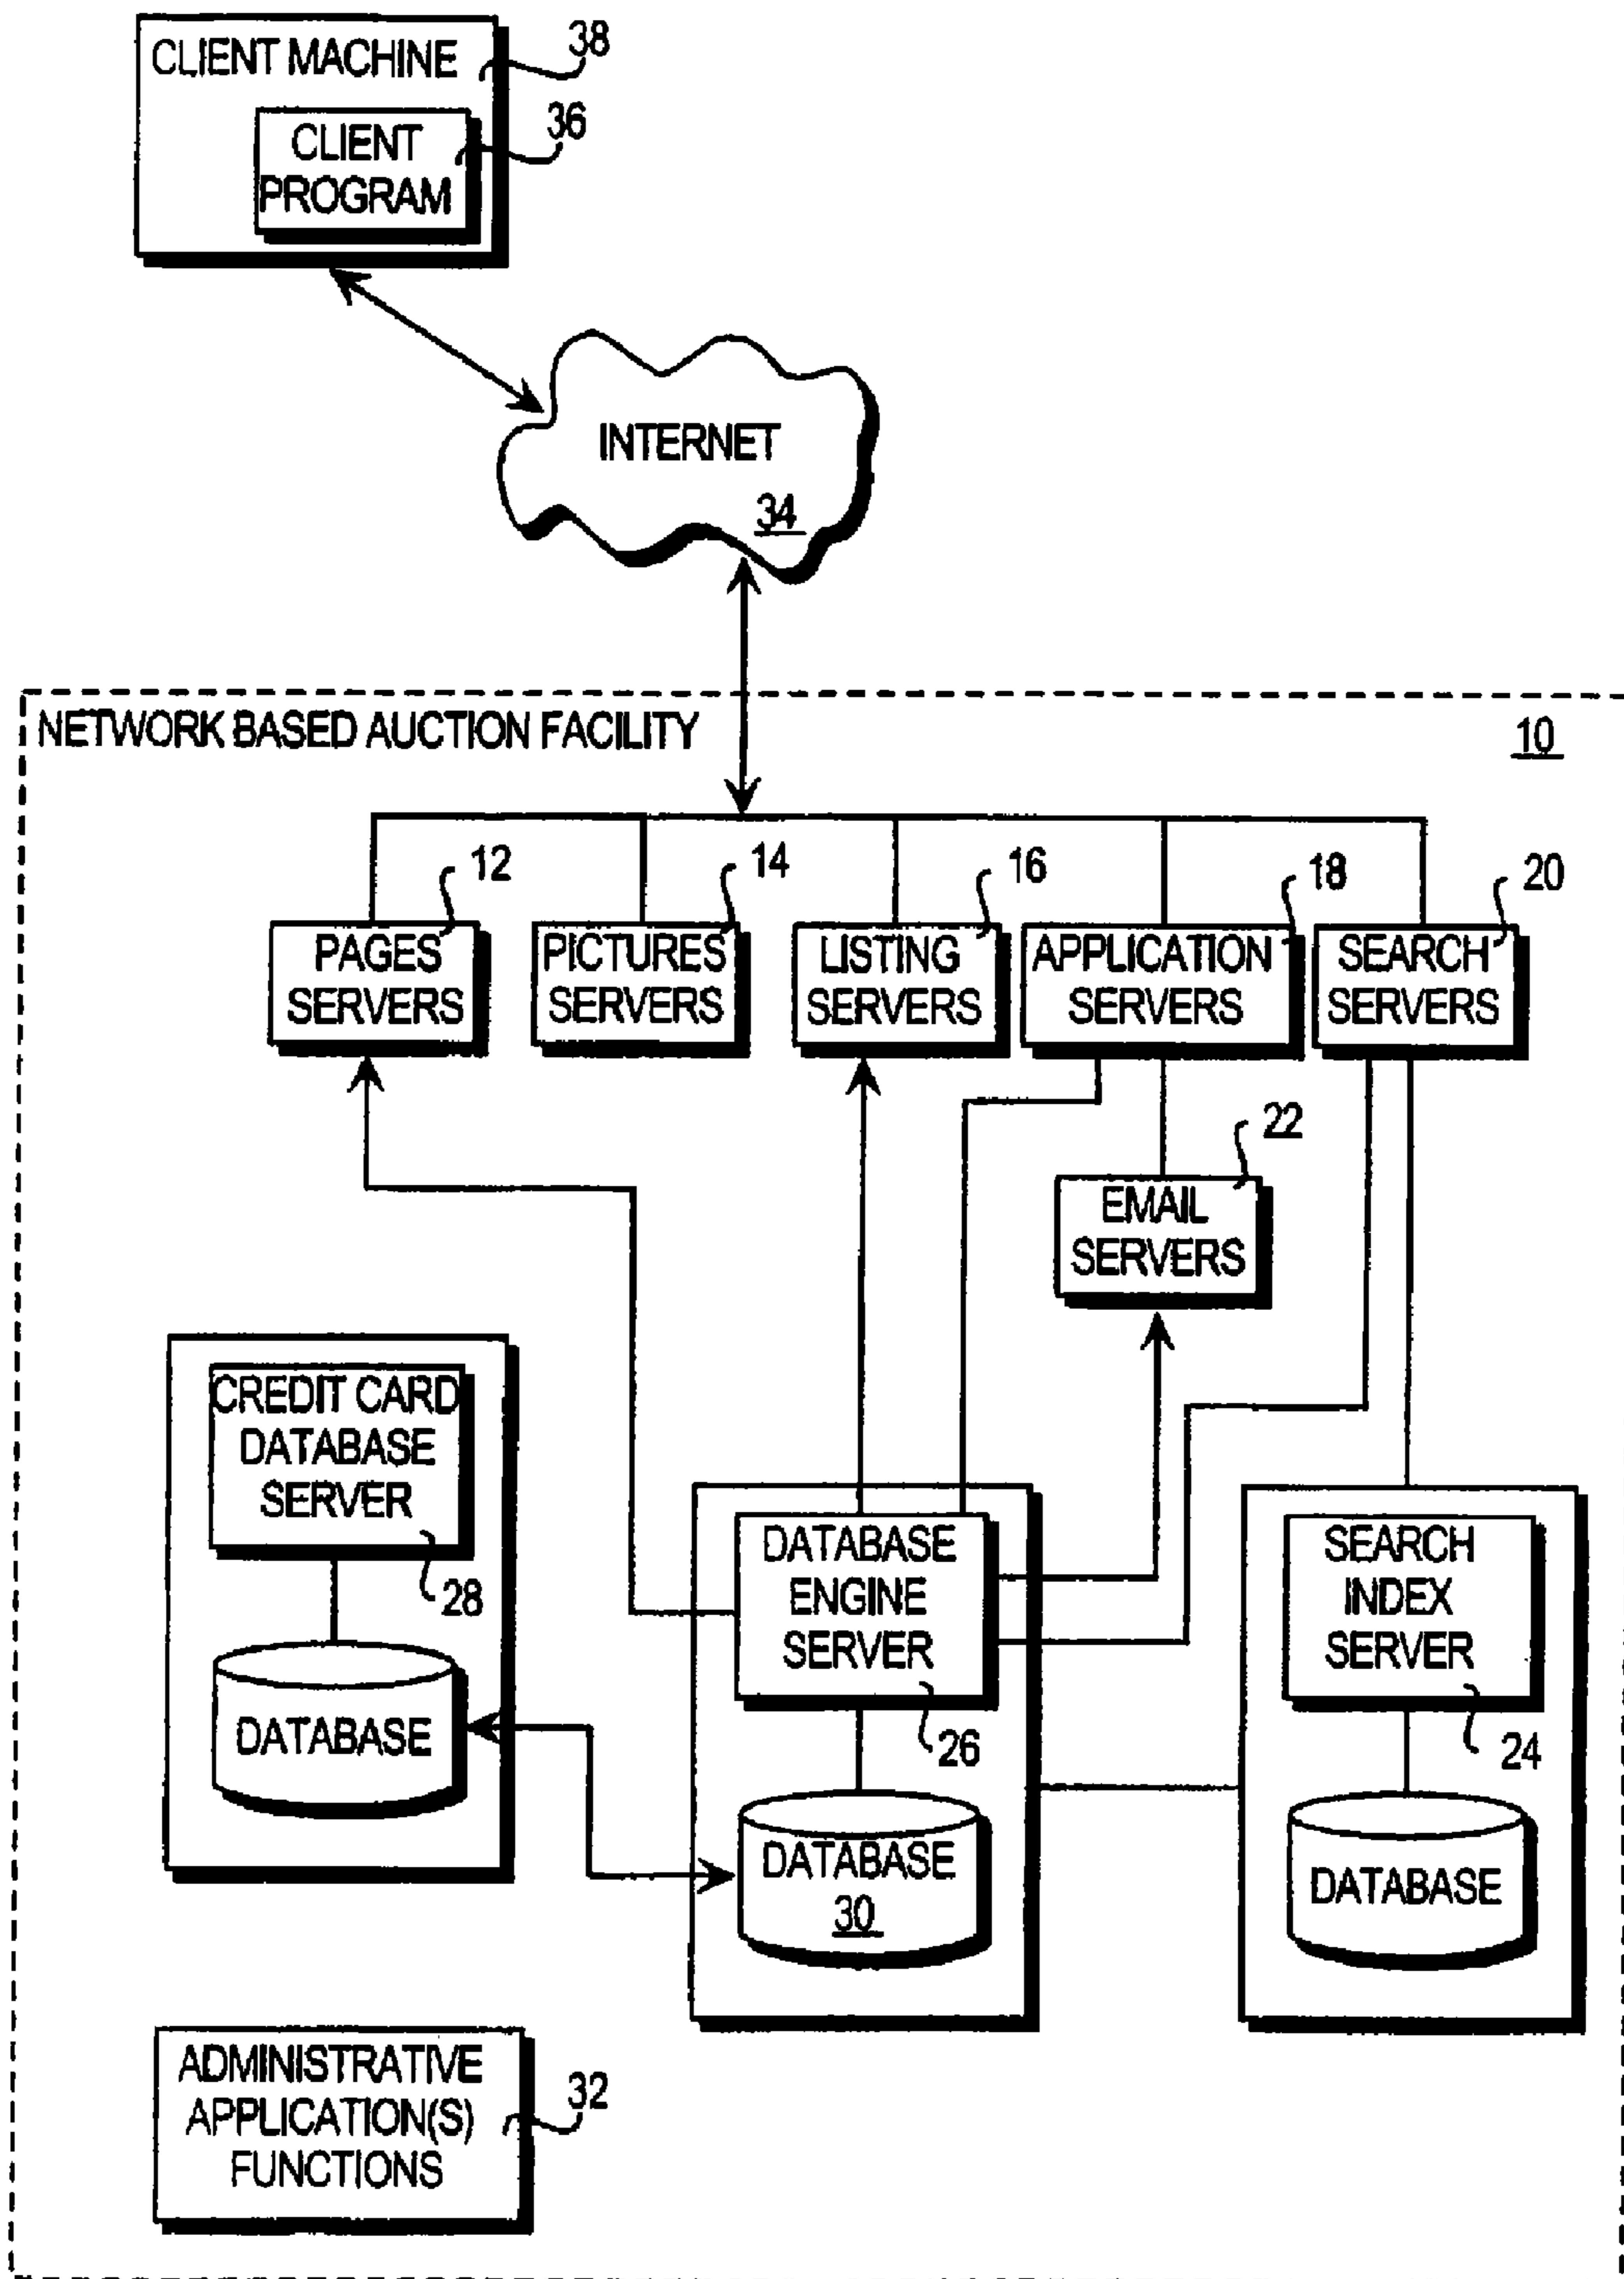 CLIENT MACHINE
38
CLIENT
PROGRAM
36
INTERNET
34
NETWORK BASED AUCTION FACILITY
10
12
14
16
18
20
PAGES
SERVERS
PICTURES
SERVERS
LISTING
SERVERS
APPLICATION
SERVERS
SEARCH
SERVERS
22
EMAIL
SERVERS
CREDIT CARD
DATABASE
SERVER
28
DATABASE
DATABASE
ENGINE
SERVER
26
DATABASE
30
SEARCH
INDEX
SERVER
24
DATABASE
ADMINISTRATIVE
APPLICATION(S)
FUNCTIONS
32